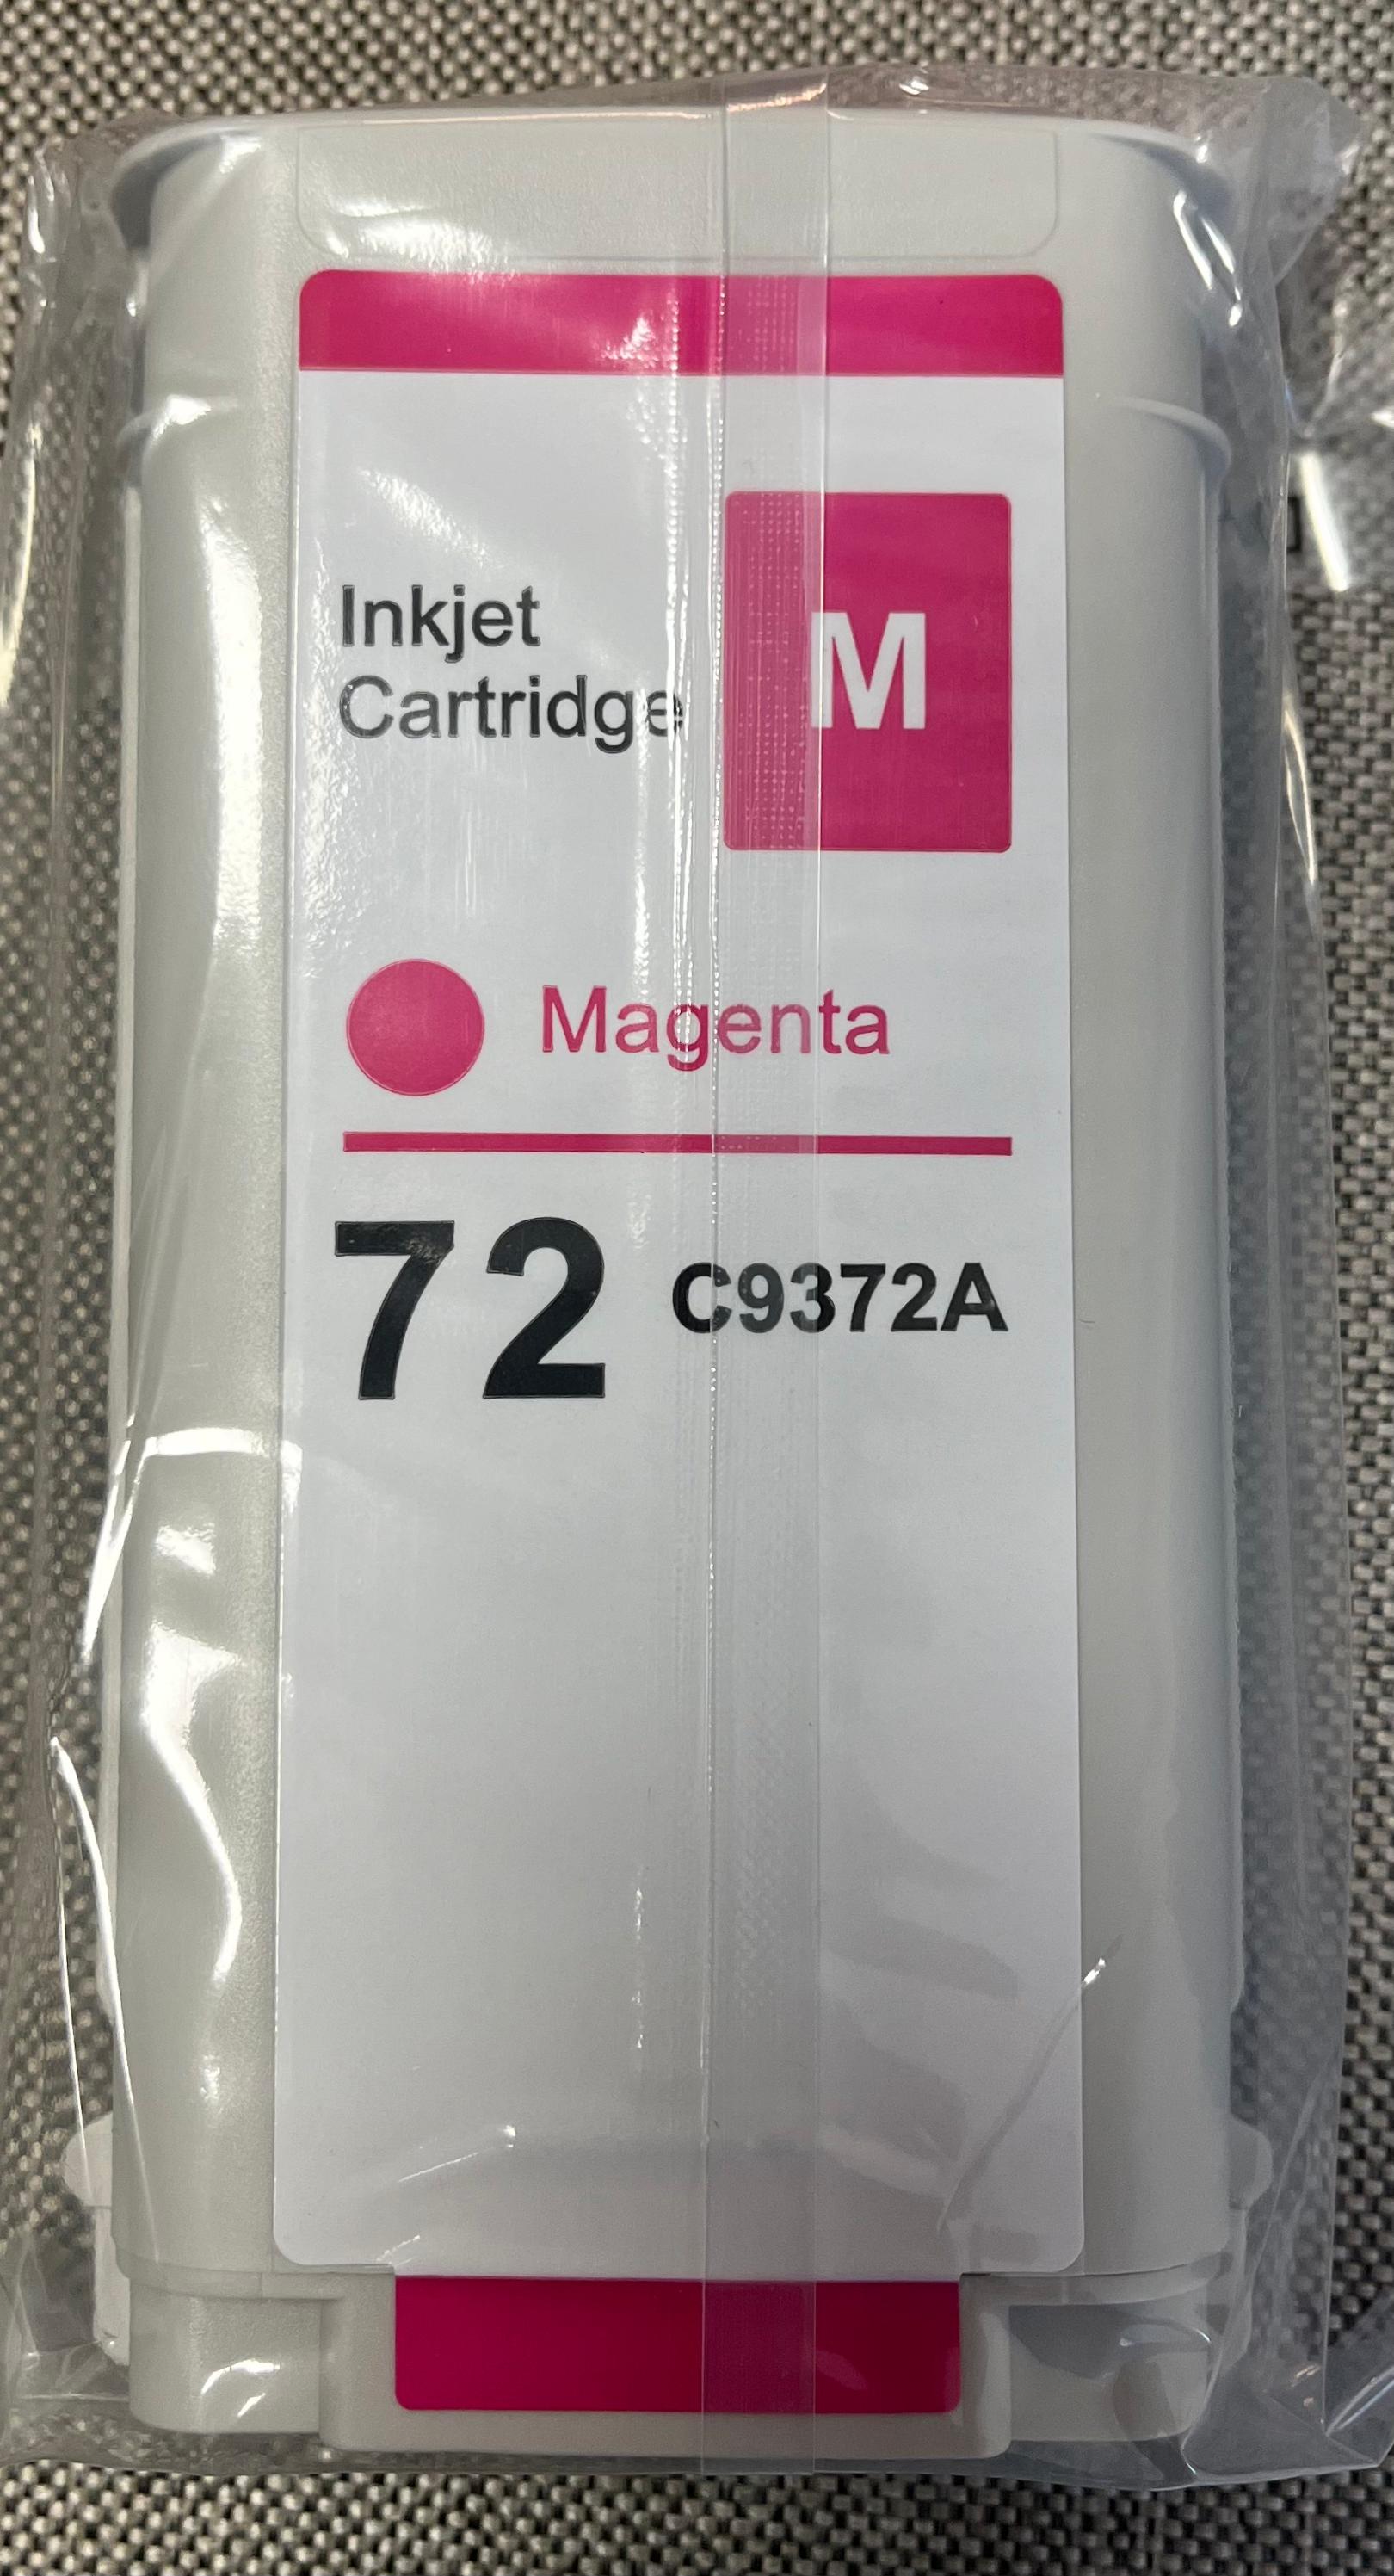 Inkjet
Cartridge
M
Magenta
72 C9372A